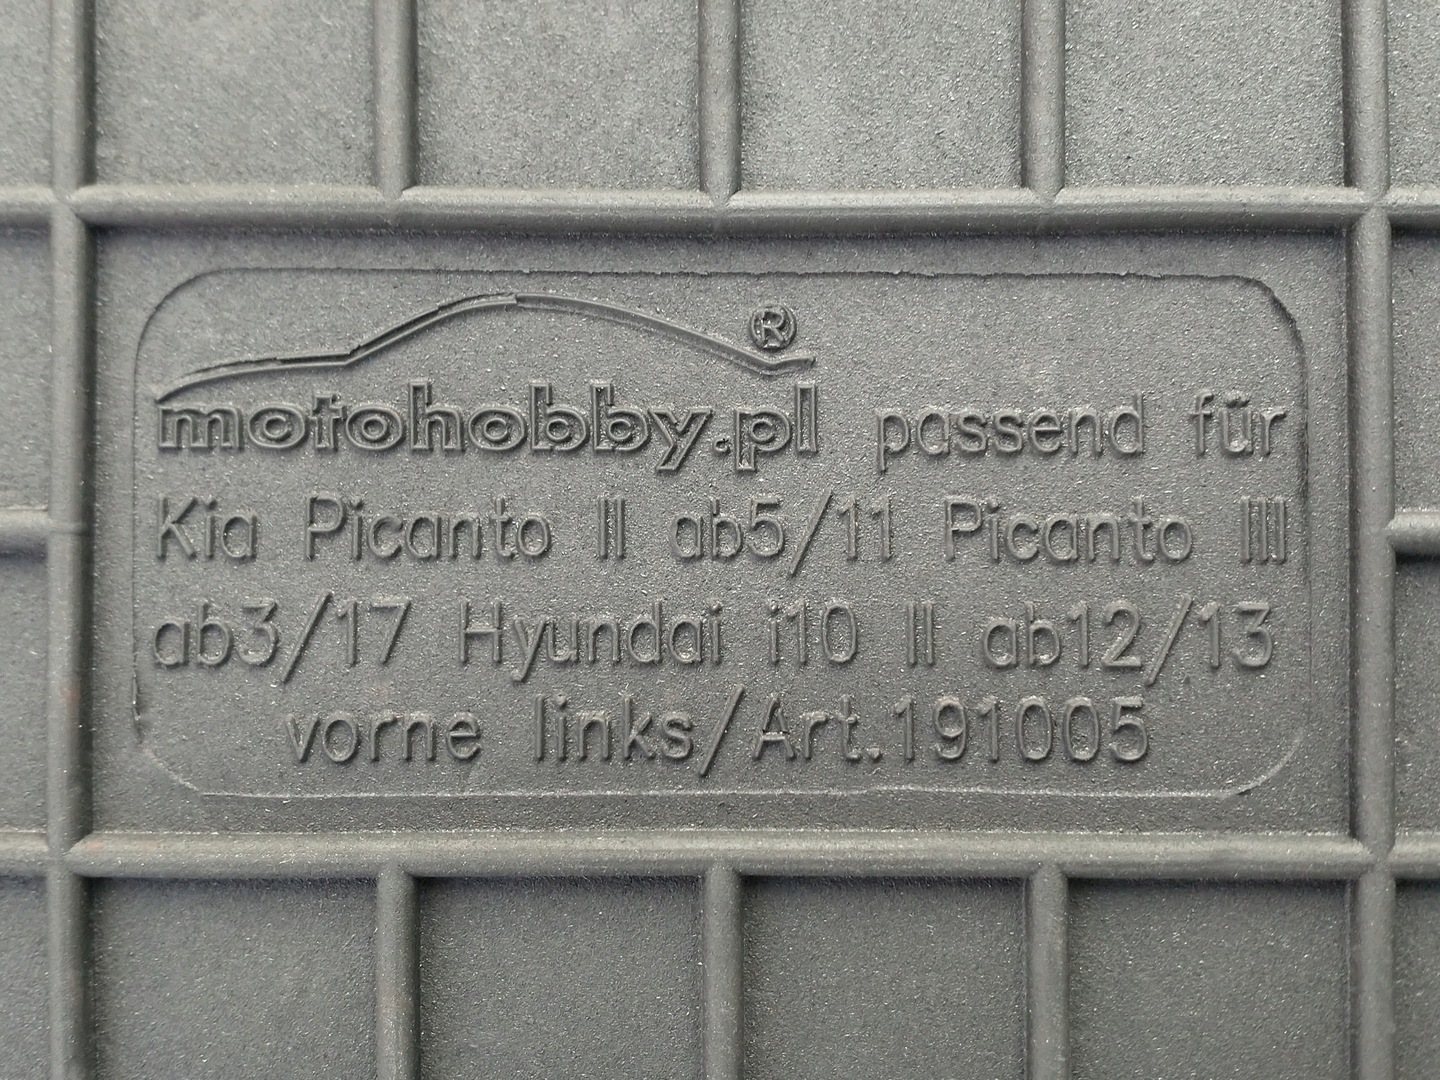 motohobby.pl® passend für
Kia Picanto II ab5/11 Picanto III
ab3/17 Hyundai i10 II ab12/13
vorne links/Art.191005